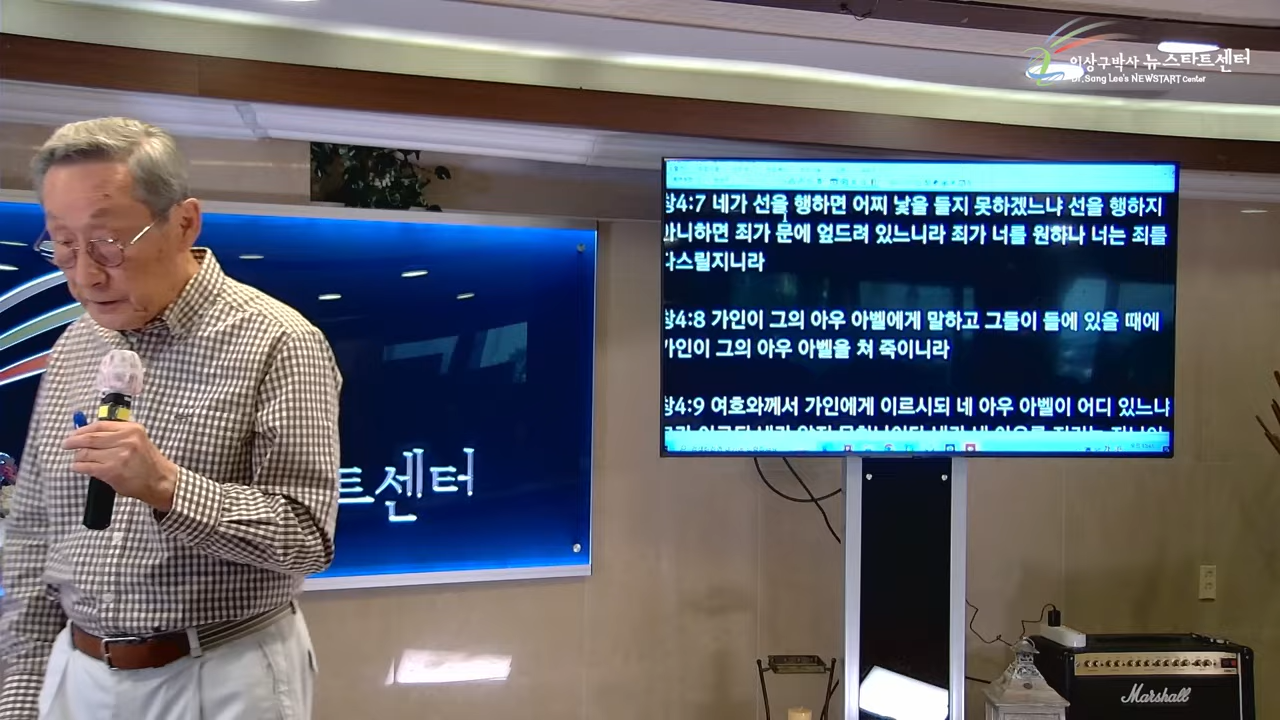 이상구박사 뉴스타트센터
Dr. Sang Lee's NEWSTART Center
창4:7 네가 선을 행하면 어찌 낯을 들지 못하겠느냐 선을 행하지
아니하면 죄가 문에 엎드려 있느니라 죄가 너를 원하나 너는 죄를
다스릴지니라
창4:8 가인이 그의 아우 아벨에게 말하고 그들이 들에 있을 때에
가인이 그의 아우 아벨을 쳐 죽이니라
창4:9 여호와께서 가인에게 이르시되 네 아우 아벨이 어디 있느냐
트센터
Marshall